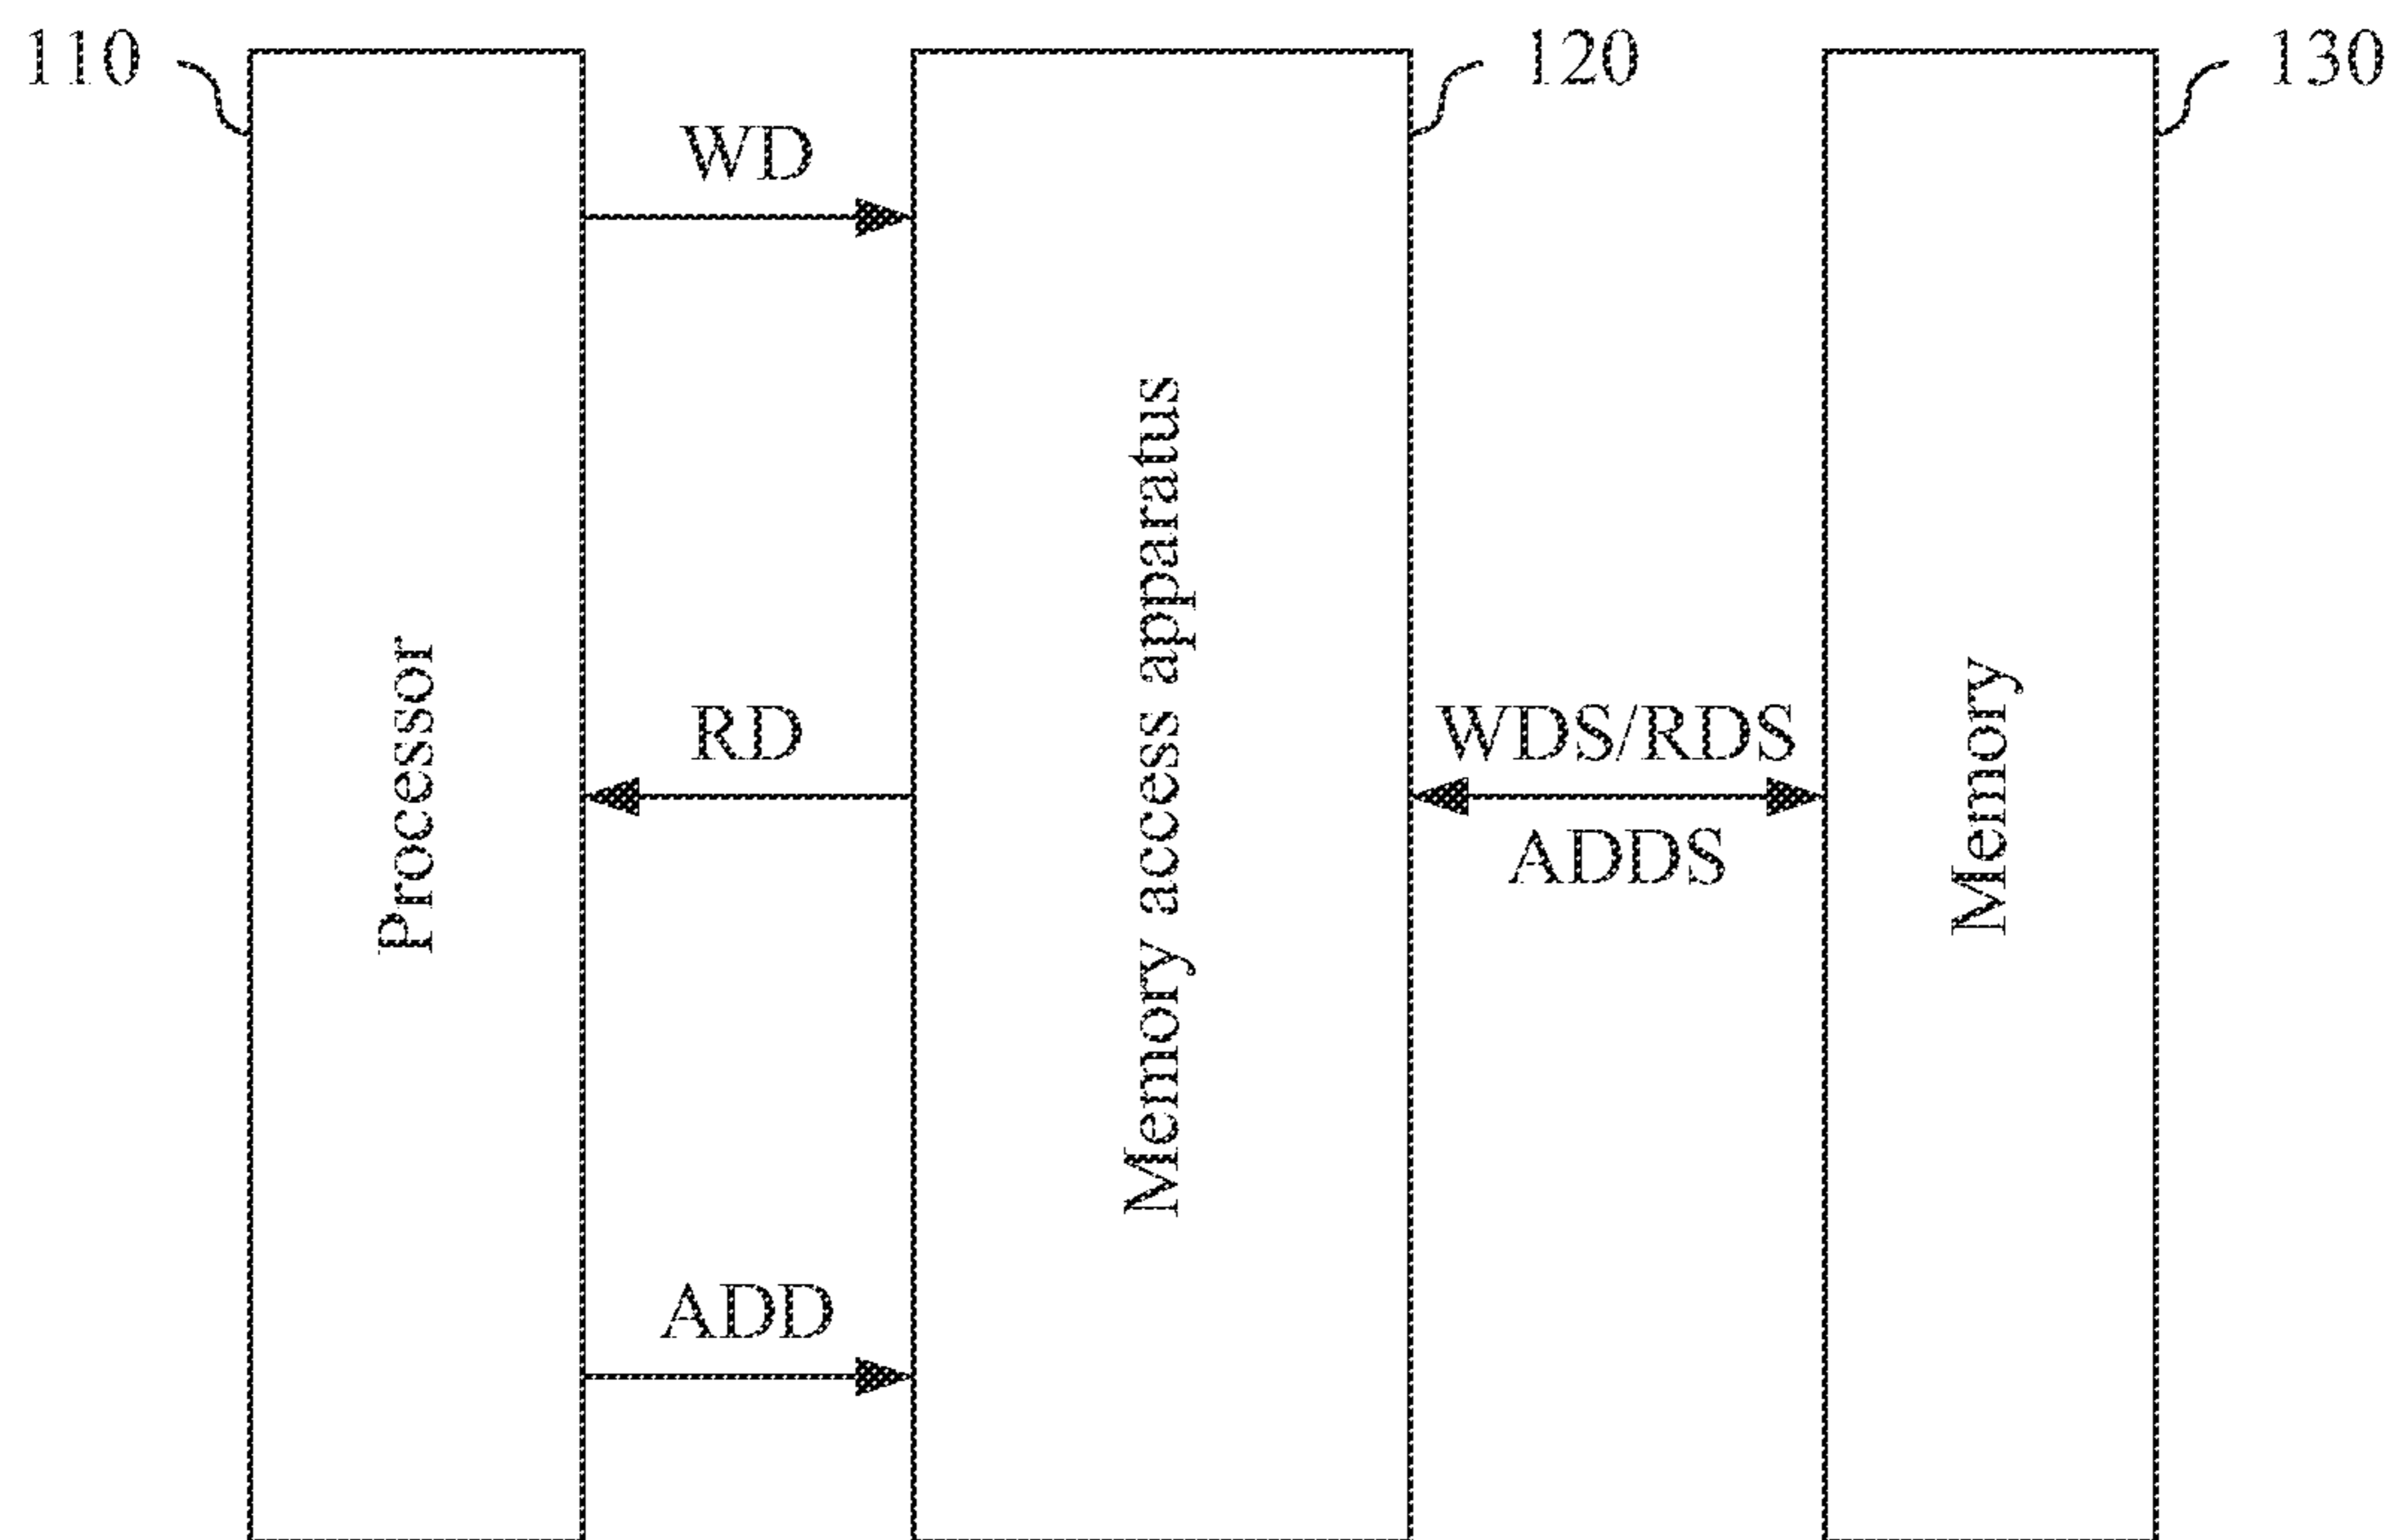 110
120
130
WD
Processor
RD
Memory access apparatus
WDS/RDS
ADDS
Memory
ADD